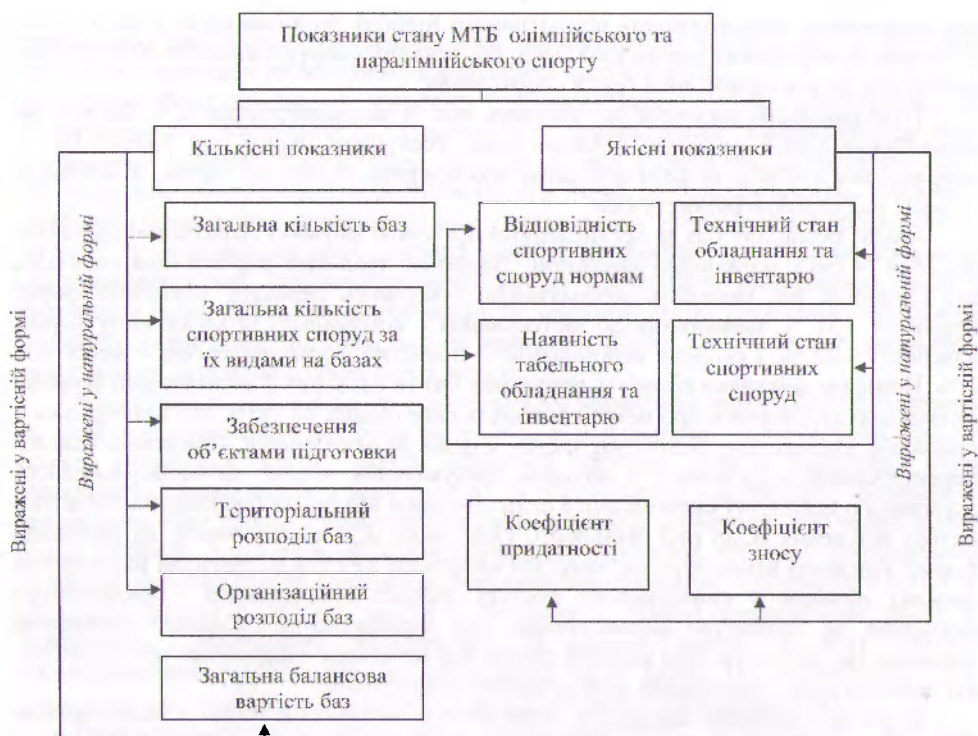 Показники стану МТБ олімпійського та
паралімпійського спорту
Кількісні показники
Якісні показники
Виражені у вартісній формі
Виражені у натуральній формі
Загальна кількість баз
Загальна кількість
спортивних споруд за
їх видами на базах
Забезпечення
об’єктами підготовки
Територіальний
розподіл баз
Організаційний
розподіл баз
Загальна балансова
вартість баз
Відповідність
спортивних
споруд нормам
Технічний стан
обладнання та
інвентарю
Наявність
табельного
обладнання та
інвентарю
Технічний стан
спортивних
споруд
Коефіцієнт
придатності
Коефіцієнт
зносу
Виражені у натуральній формі
Виражені у вартісній формі